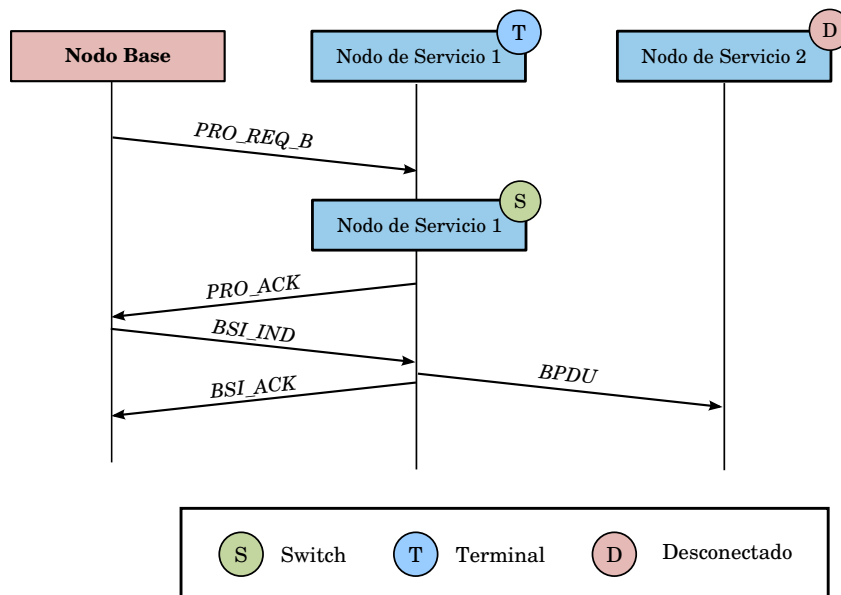 T
D
Nodo Base
Nodo de Servicio 1
Nodo de Servicio 2
PRO_REQ_B
S
Nodo de Servicio 1
PRO_ACK
BSI_IND
BPDU
BSI_ACK
S Switch
T Terminal
D Desconectado